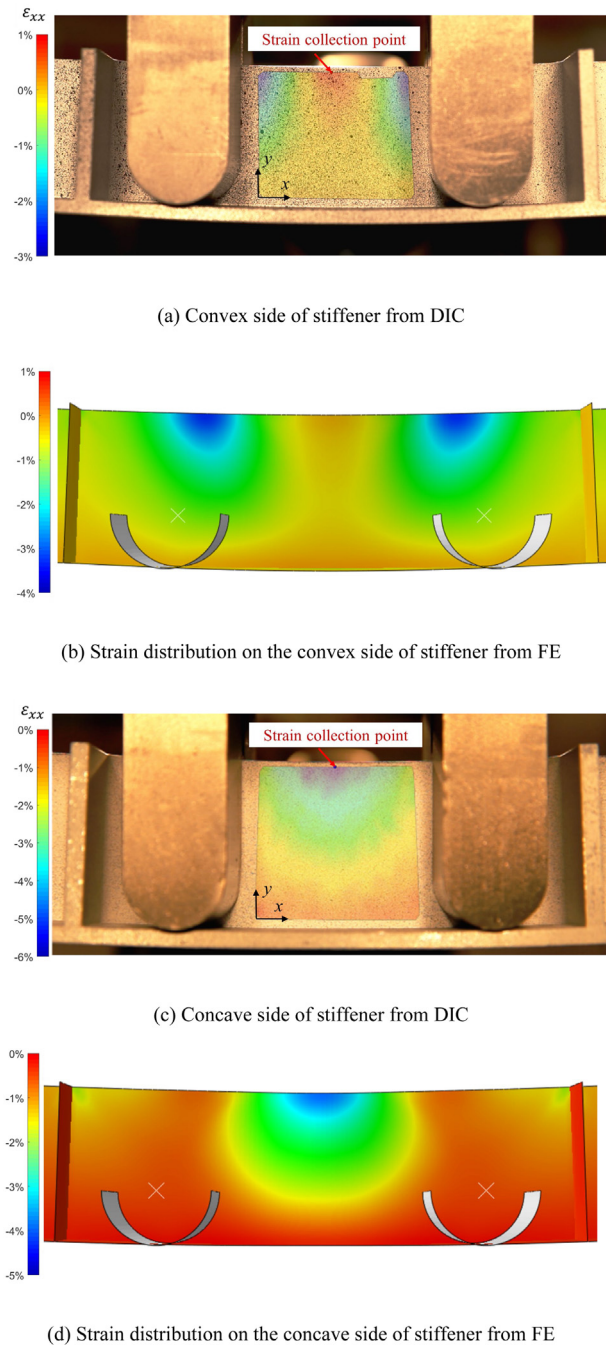 ε_xx
Strain collection point
1%
0%
-1%
-2%
-3%
y
x
(a) Convex side of stiffener from DIC
1%
0%
-1%
-2%
-3%
-4%
(b) Strain distribution on the convex side of stiffener from FE
ε_xx
Strain collection point
0%
-1%
-2%
-3%
-4%
-5%
-6%
y
x
(c) Concave side of stiffener from DIC
0%
-1%
-2%
-3%
-4%
-5%
(d) Strain distribution on the concave side of stiffener from FE